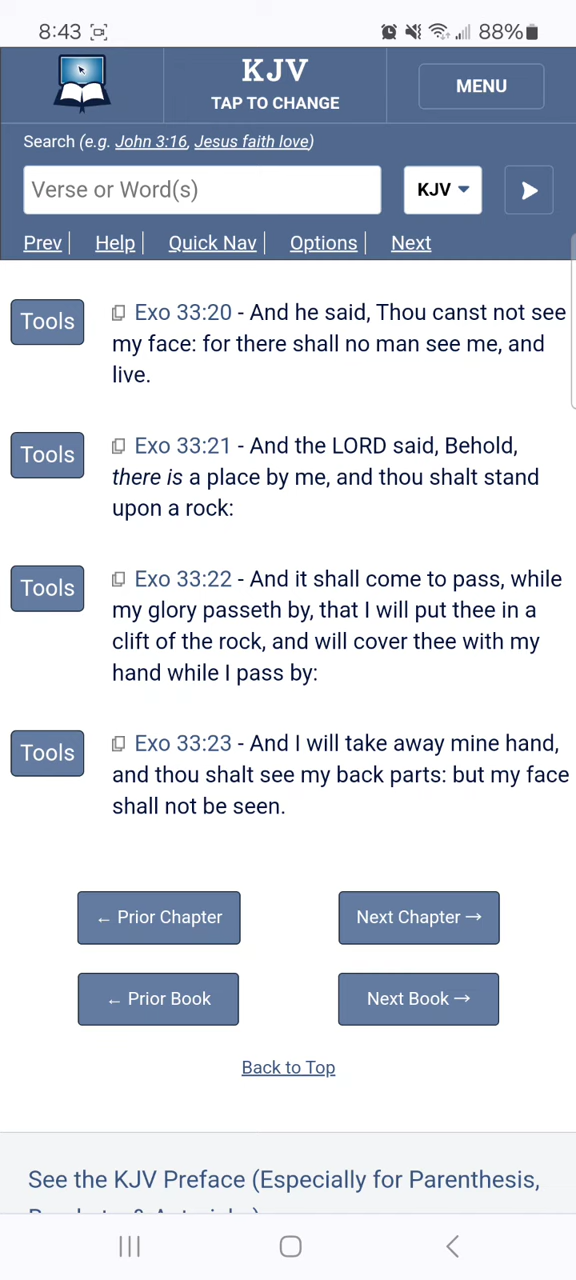 8:43 88%
KJV
TAP TO CHANGE
MENU
Search (e.g. John 3:16, Jesus faith love)
Verse or Word(s)
KJV
Prev| Help| Quick Nav| Options| Next
Tools
Exo 33:20 - And he said, Thou canst not see
my face: for there shall no man see me, and
live.
Tools
Exo 33:21 - And the LORD said, Behold,
there is a place by me, and thou shalt stand
upon a rock:
Tools
Exo 33:22 - And it shall come to pass, while
my glory passeth by, that I will put thee in a
clift of the rock, and will cover thee with my
hand while I pass by:
Tools
Exo 33:23 - And I will take away mine hand,
and thou shalt see my back parts: but my face
shall not be seen.
← Prior Chapter
Next Chapter →
← Prior Book
Next Book →
Back to Top
See the KJV Preface (Especially for Parenthesis,